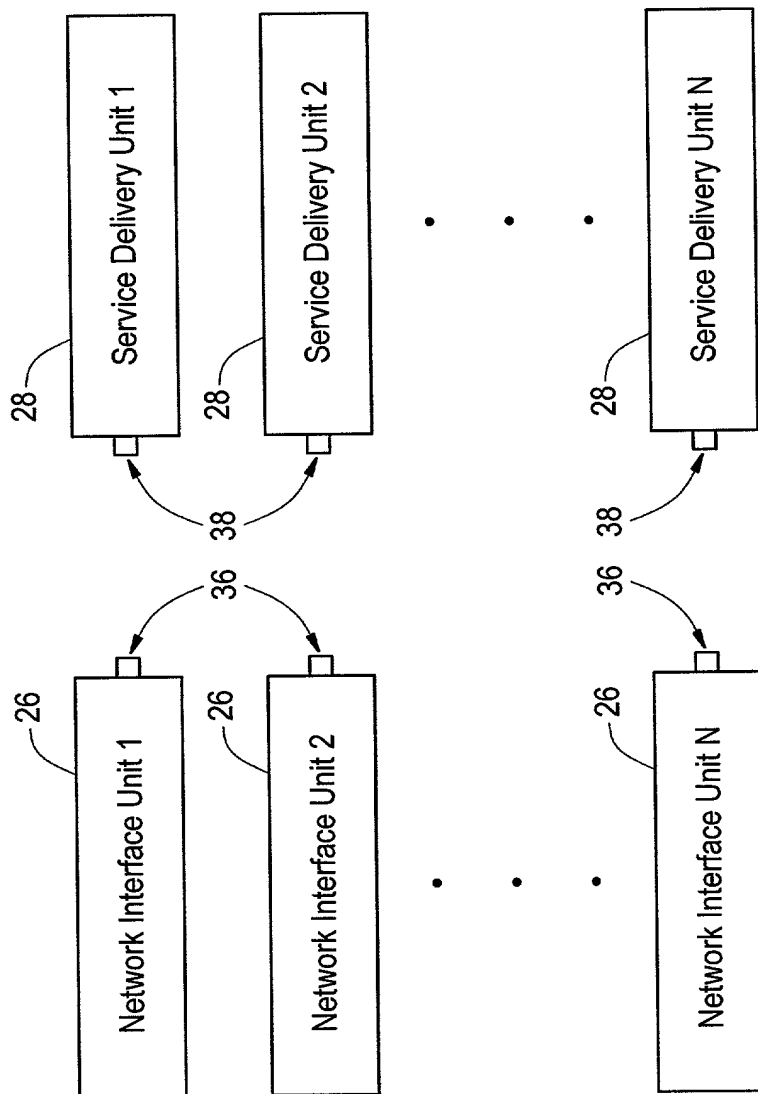 26
Network Interface Unit 1
26
Network Interface Unit 2
26
Network Interface Unit N
36
36
38
38
28
Service Delivery Unit 1
28
Service Delivery Unit 2
28
Service Delivery Unit N